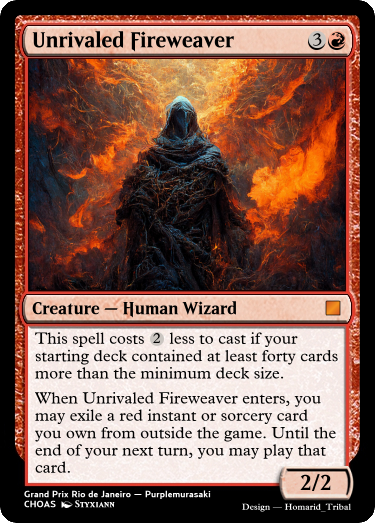 Unrivaled Fireweaver 3
Creature — Human Wizard
This spell costs 2 less to cast if your
starting deck contained at least forty cards
more than the minimum deck size.
When Unrivaled Fireweaver enters, you
may exile a red instant or sorcery card
you own from outside the game. Until the
end of your next turn, you may play that
card.
2/2
Grand Prix Rio de Janeiro — Purplemurasaki
CHOAS Styxiann
Design — Homarid_Tribal